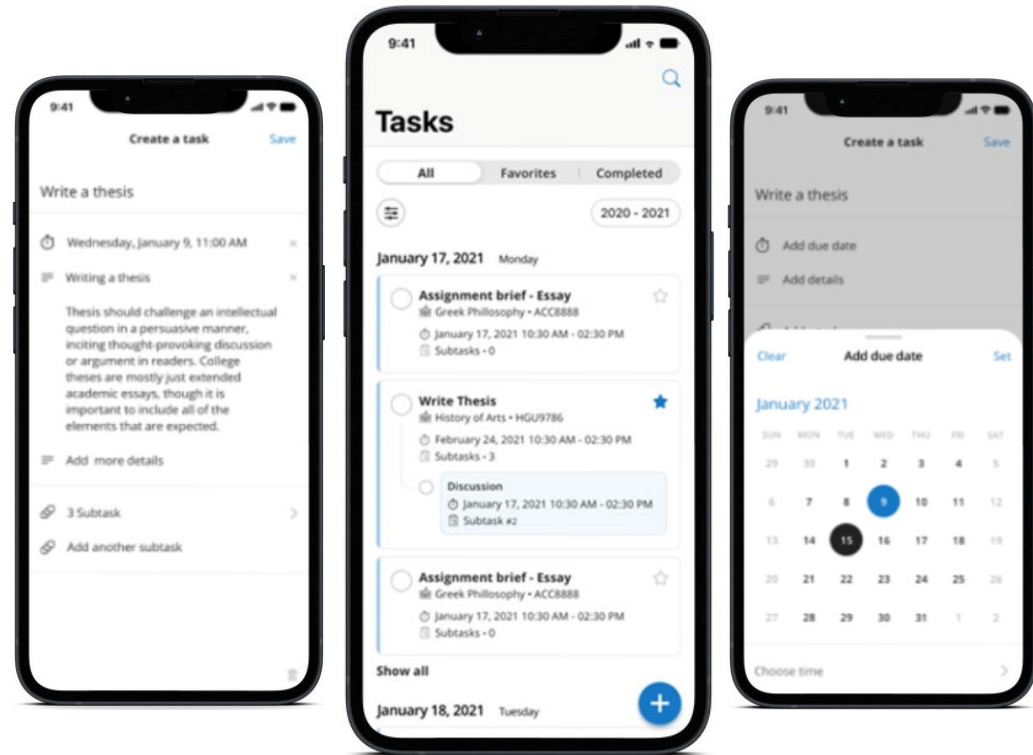 9:41
Create a task
Save
Write a thesis
Wednesday, January 9, 11:00 AM
Writing a thesis
Thesis should challenge an intellectual
question in a persuasive manner,
inciting thought-provoking discussion
or argument in readers. College
theses are mostly just extended
academic essays, though it is
important to include all of the
elements that are expected.
Add more details
3 Subtask
Add another subtask
9:41
Tasks
All Favorites Completed
2020 - 2021
January 17, 2021 Monday
Assignment brief - Essay
Greek Phillosophy • ACC8888
January 17, 2021 10:30 AM - 02:30 PM
Subtasks - 0
Write Thesis
History of Arts • HGU9786
February 24, 2021 10:30 AM - 02:30 PM
Subtasks - 3
Discussion
January 17, 2021 10:30 AM - 02:30 PM
Subtask #2
Assignment brief - Essay
Greek Phillosophy • ACC8888
January 17, 2021 10:30 AM - 02:30 PM
Subtasks - 0
Show all
January 18, 2021 Tuesday
9:41
Create a task Save
Write a thesis
Add due date
Add details
Clear Add due date Set
January 2021
SUN MON TUE WED THU FRI SAT
29 30 1 2 3 4 5
6 7 8 9 10 11 12
13 14 15 16 17 18 19
20 21 22 23 24 25 26
27 28 29 30 31 1 2
Choose time